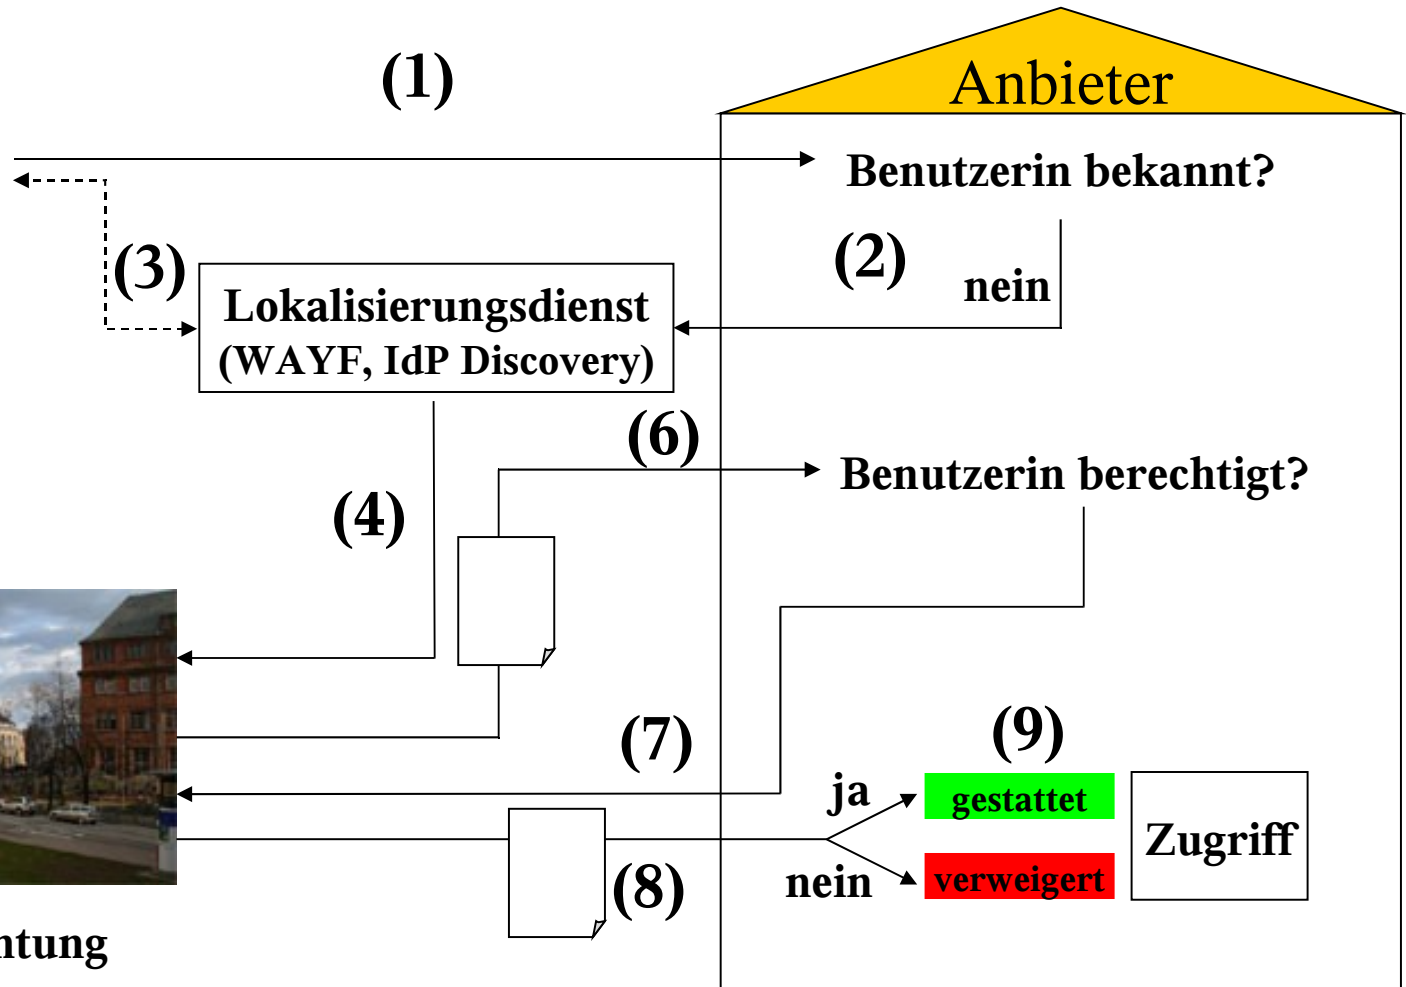 (1)
Anbieter
Benutzerin bekannt?
(2)
(3)
nein
Lokalisierungsdienst
(WAYF, IdP Discovery)
(6)
Benutzerin berechtigt?
(4)
(7)
(9)
ja
gestattet
Zugriff
nein
verweigert
(8)
htung